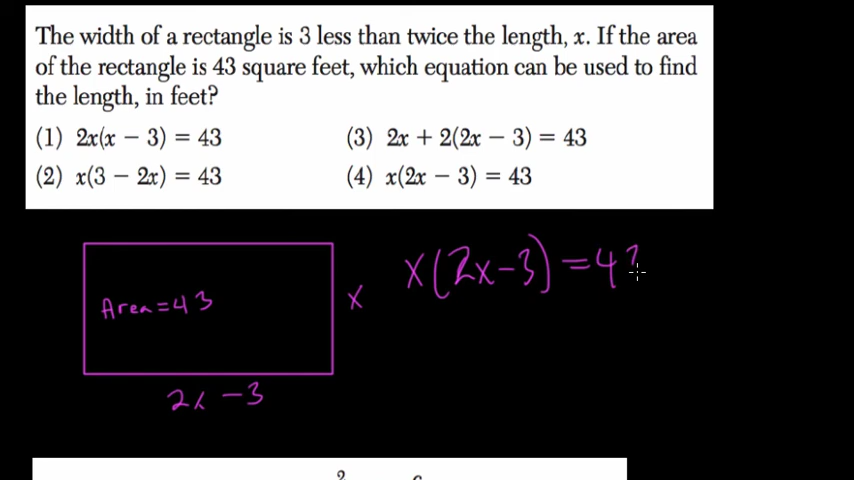 The width of a rectangle is 3 less than twice the length, x. If the area
of the rectangle is 43 square feet, which equation can be used to find
the length, in feet?
(1) 2x(x − 3) = 43 (3) 2x + 2(2x − 3) = 43
(2) x(3 − 2x) = 43 (4) x(2x − 3) = 43
x(2x−3)=43
Area=43 x
2x −3